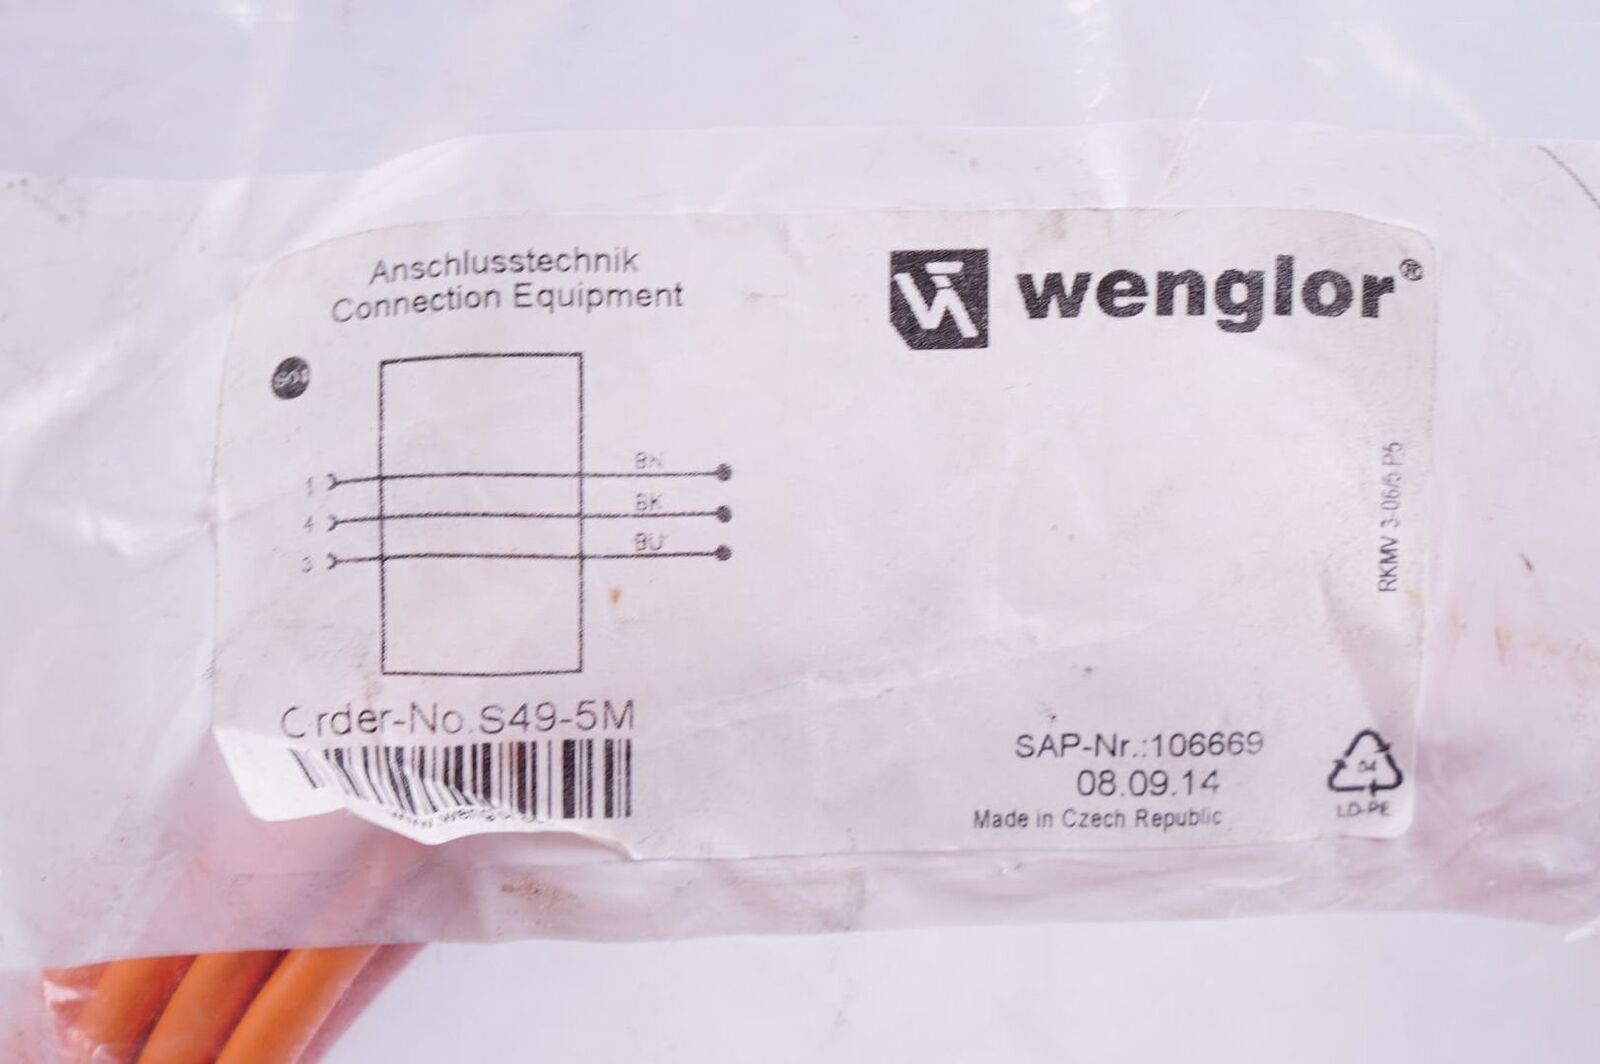 Anschlusstechnik
Connection Equipment
wenglor®
S01
1 BN
4 BK
3 BU
RKMV 3-06/5 P5
Order-No.S49-5M
SAP-Nr.:106669
08.09.14
Made in Czech Republic
04
LD-PE